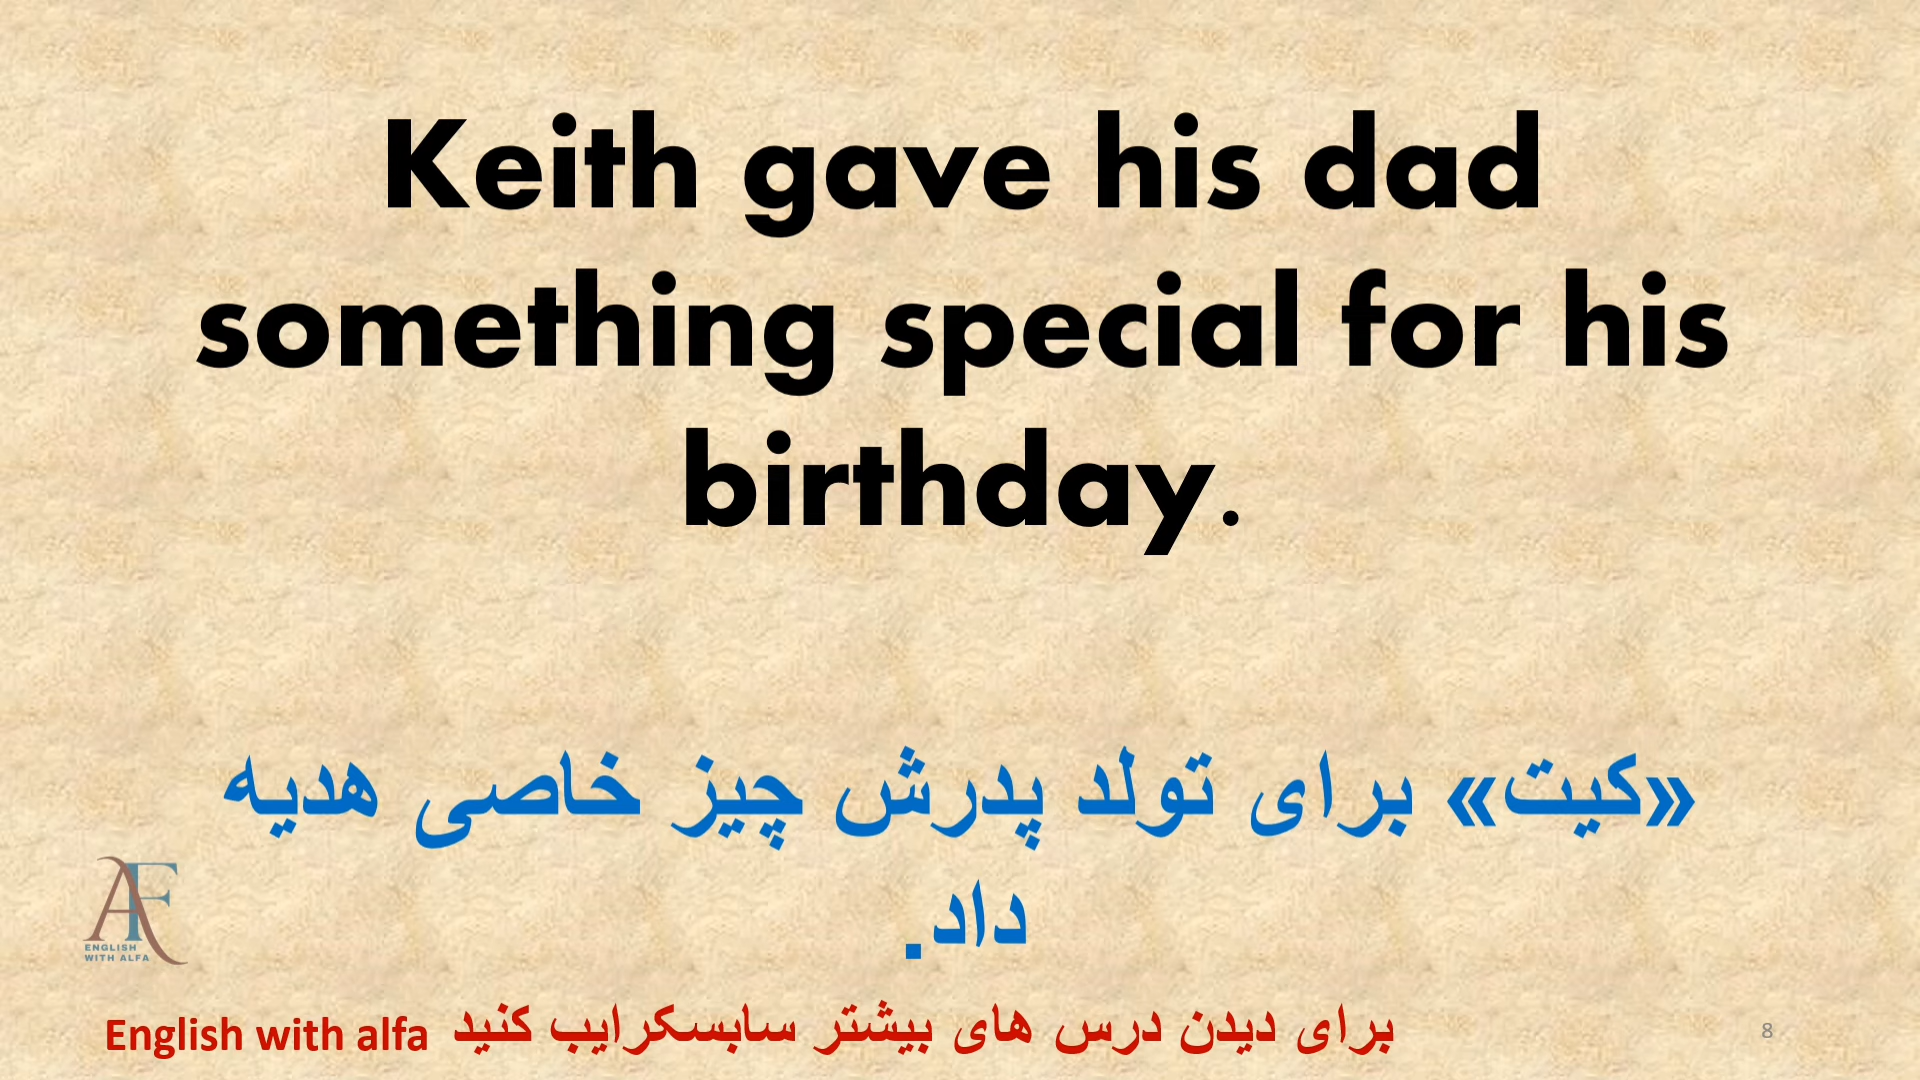 Keith gave his dad
something special for his
birthday.
«کیت» برای تولد پدرش چیز خاصی هدیه
داد.
AF
ENGLISH
WITH ALFA
English with alfa برای دیدن درس های بیشتر سابسکرایب کنید
8